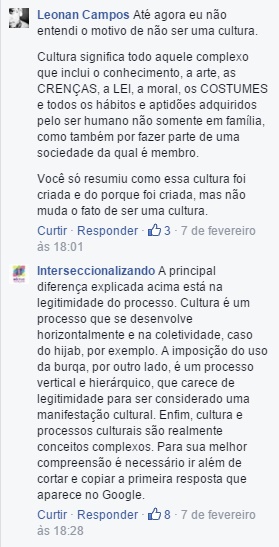 Leonan Campos Até agora eu não
entendi o motivo de não ser uma cultura.
Cultura significa todo aquele complexo
que inclui o conhecimento, a arte, as
CRENÇAS, a LEI, a moral, os COSTUMES
e todos os hábitos e aptidões adquiridos
pelo ser humano não somente em família,
como também por fazer parte de uma
sociedade da qual é membro.
Você só resumiu como essa cultura foi
criada e do porque foi criada, mas não
muda o fato de ser uma cultura.
Curtir · Responder · 3 · 7 de fevereiro
às 18:01
Interseccionalizando A principal
diferença explicada acima está na
legitimidade do processo. Cultura é um
processo que se desenvolve
horizontalmente e na coletividade, caso
do hijab, por exemplo. A imposição do uso
da burqa, por outro lado, é um processo
vertical e hierárquico, que carece de
legitimidade para ser considerado uma
manifestação cultural. Enfim, cultura e
processos culturais são realmente
conceitos complexos. Para sua melhor
compreensão é necessário ir além de
cortar e copiar a primeira resposta que
aparece no Google.
Curtir · Responder · 8 · 7 de fevereiro
às 18:28